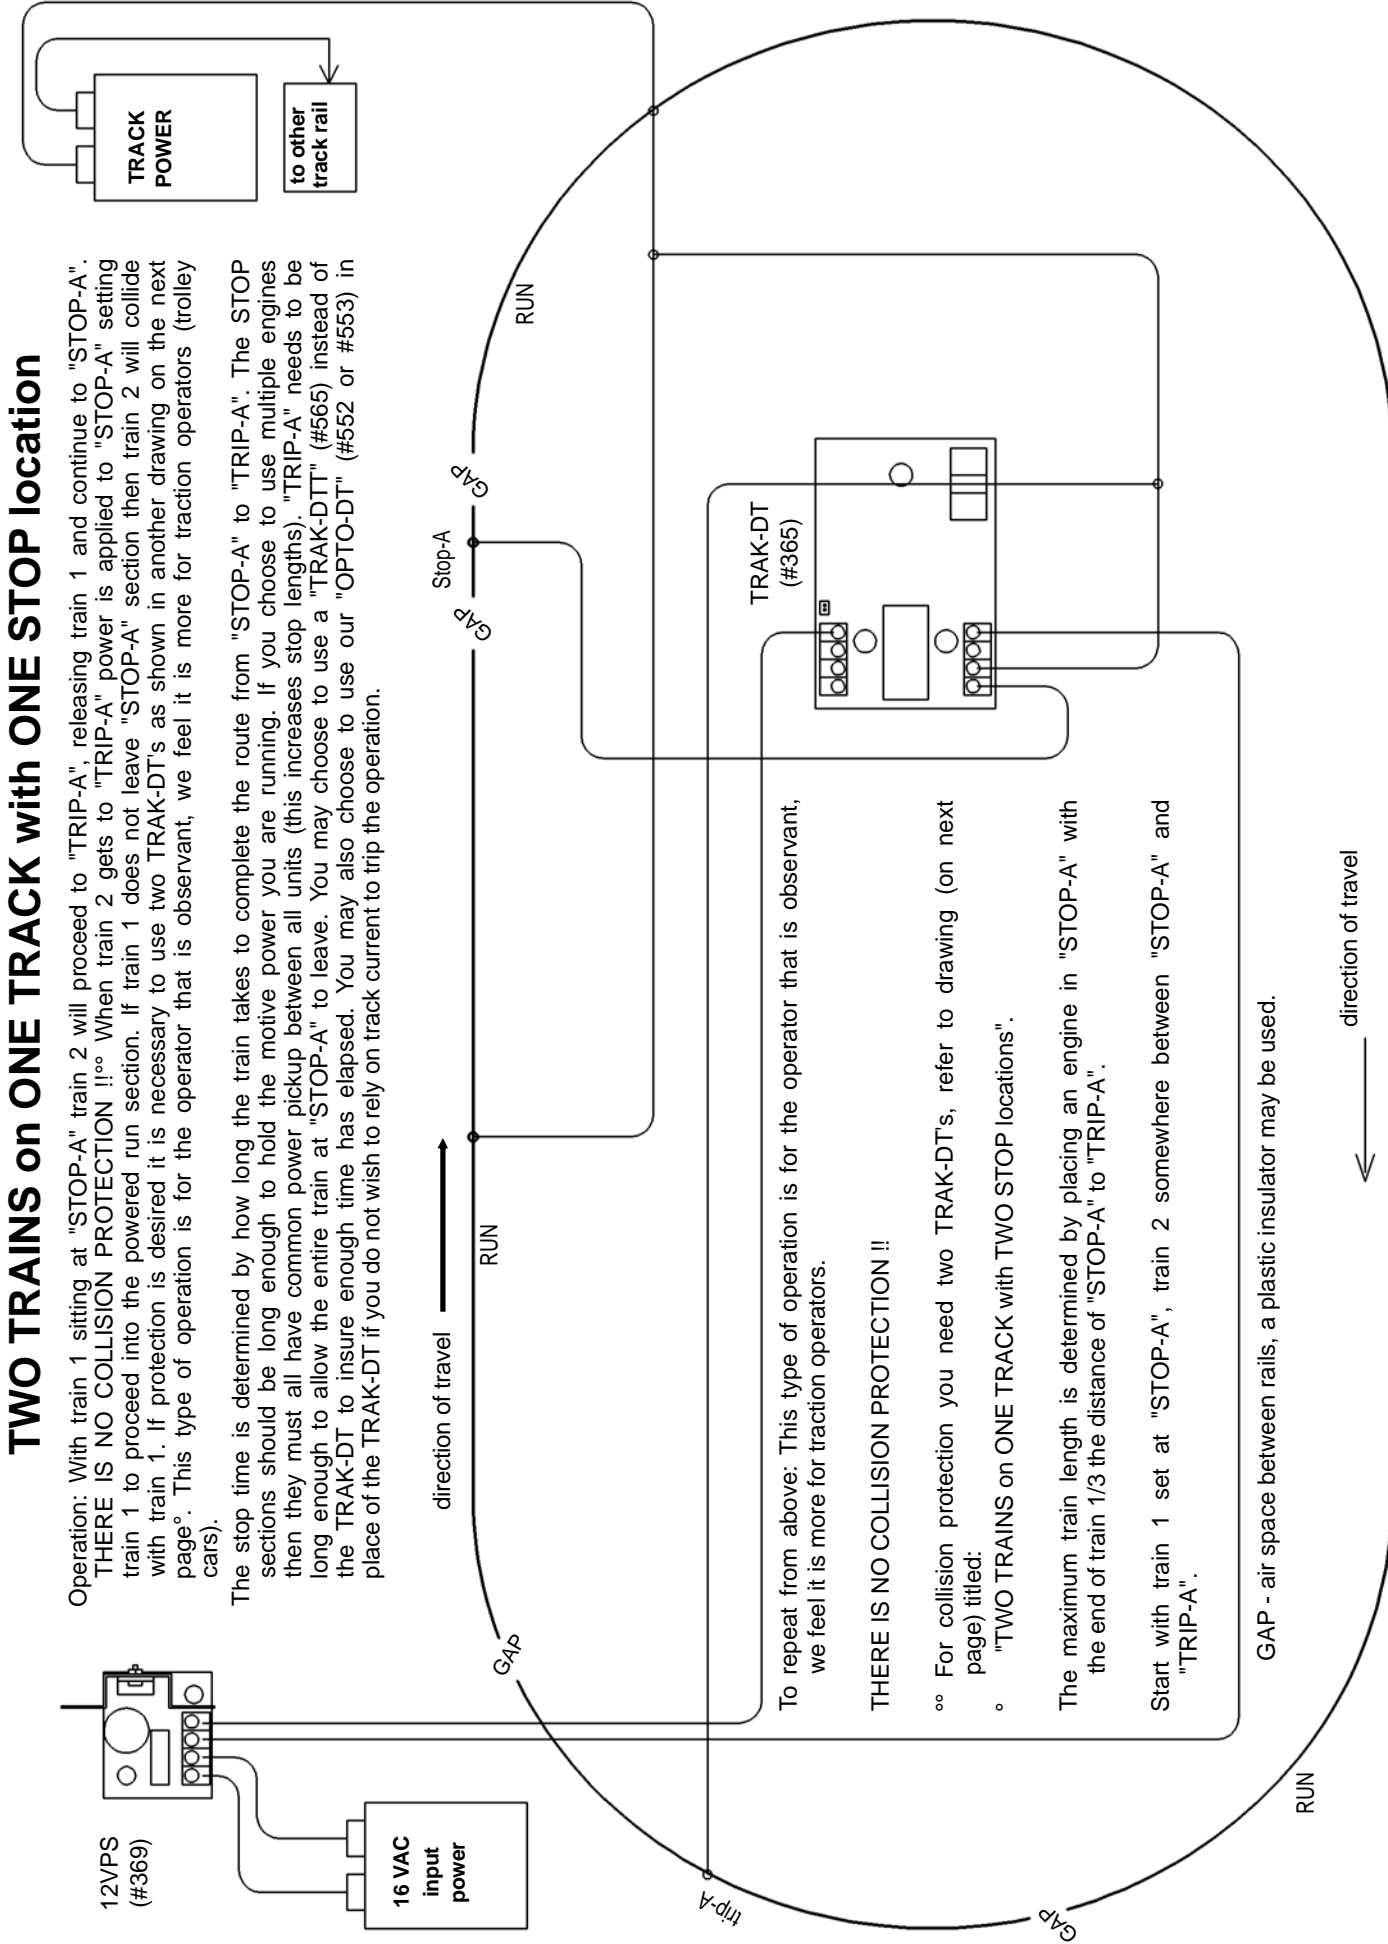 TWO TRAINS on ONE TRACK with ONE STOP location
Operation: With train 1 sitting at "STOP-A" train 2 will proceed to "TRIP-A", releasing train 1 and continue to "STOP-A".
THERE IS NO COLLISION PROTECTION !!°° When train 2 gets to "TRIP-A" power is applied to "STOP-A" setting
train 1 to proceed into the powered run section. If train 1 does not leave "STOP-A" section then train 2 will collide
with train 1. If protection is desired it is necessary to use two TRAK-DT's as shown in another drawing on the next
page°. This type of operation is for the operator that is observant, we feel it is more for traction operators (trolley
cars).
The stop time is determined by how long the train takes to complete the route from "STOP-A" to "TRIP-A". The STOP
sections should be long enough to hold the motive power you are running. If you choose to use multiple engines
then they must all have common power pickup between all units (this increases stop lengths). "TRIP-A" needs to be
long enough to allow the entire train at "STOP-A" to leave. You may choose to use a "TRAK-DTT" (#565) instead of
the TRAK-DT to insure enough time has elapsed. You may also choose to use our "OPTO-DT" (#552 or #553) in
place of the TRAK-DT if you do not wish to rely on track current to trip the operation.
12VPS
(#369)
16 VAC
input
power
TRACK
POWER
to other
track rail
direction of travel
GAP
RUN
GAP
Stop-A
GAP
RUN
TRAK-DT
(#365)
To repeat from above: This type of operation is for the operator that is observant,
we feel it is more for traction operators.
THERE IS NO COLLISION PROTECTION !!
°° For collision protection you need two TRAK-DT's, refer to drawing (on next
page) titled:
° "TWO TRAINS on ONE TRACK with TWO STOP locations".
The maximum train length is determined by placing an engine in "STOP-A" with
the end of train 1/3 the distance of "STOP-A" to "TRIP-A".
Start with train 1 set at "STOP-A", train 2 somewhere between "STOP-A" and
"TRIP-A".
GAP - air space between rails, a plastic insulator may be used.
trip-A
GAP
RUN
direction of travel